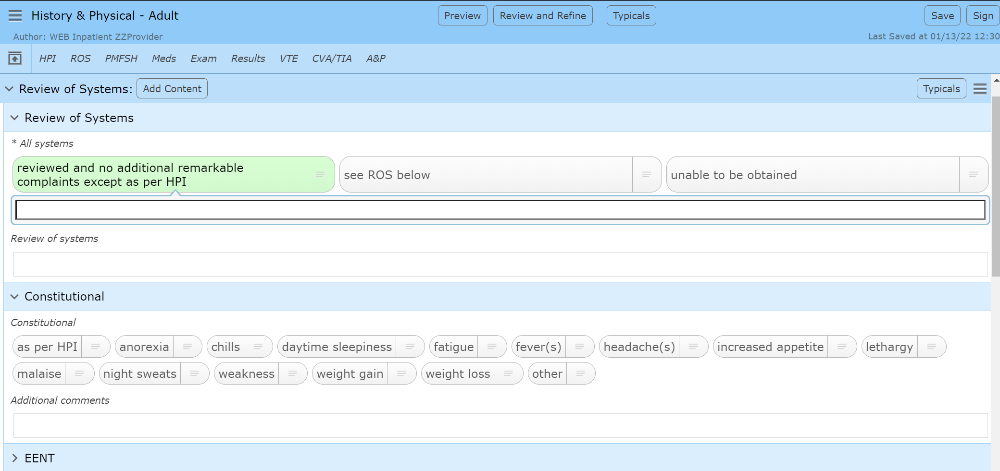 History & Physical - Adult
Preview
Review and Refine
Typicals
Save
Sign
Author: WEB Inpatient ZZProvider
Last Saved at 01/13/22 12:30
HPI
ROS
PMFSH
Meds
Exam
Results
VTE
CVA/TIA
A&P
Review of Systems:
Add Content
Typicals
Review of Systems
* All systems
reviewed and no additional remarkable
complaints except as per HPI
see ROS below
unable to be obtained
Review of systems
Constitutional
Constitutional
as per HPI
anorexia
chills
daytime sleepiness
fatigue
fever(s)
headache(s)
increased appetite
lethargy
malaise
night sweats
weakness
weight gain
weight loss
other
Additional comments
EENT